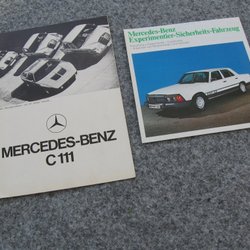 MERCEDES-BENZ
C 111
Mercedes-Benz
Experimentier-Sicherheits-Fahrzeug